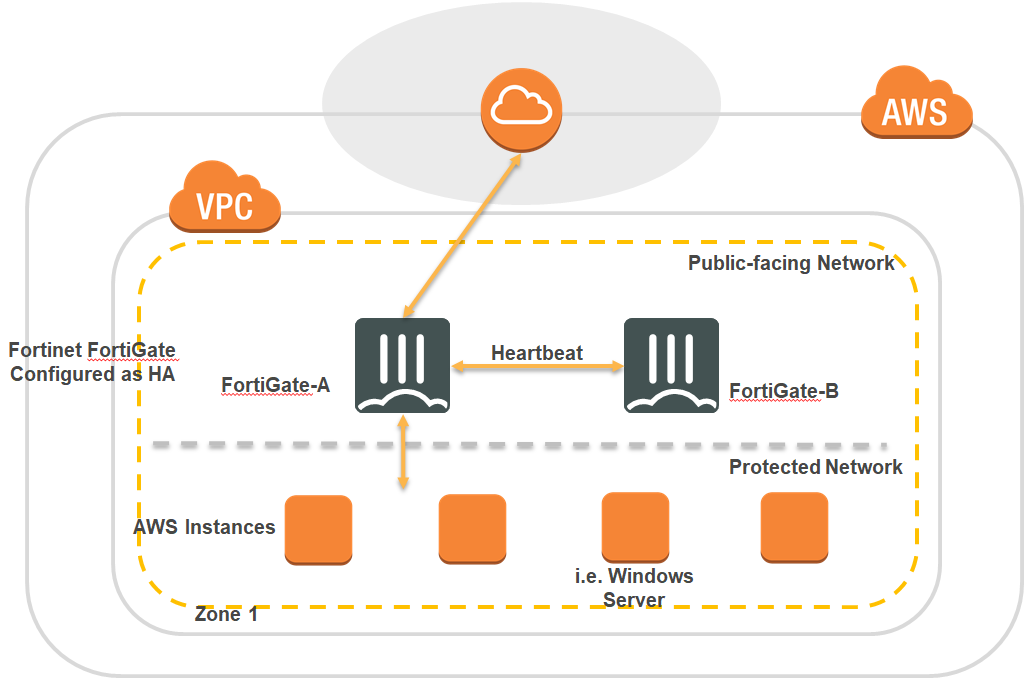 AWS
VPC
Public-facing Network
Fortinet FortiGate
Configured as HA
Heartbeat
FortiGate-A
FortiGate-B
Protected Network
AWS Instances
i.e. Windows
Server
Zone 1